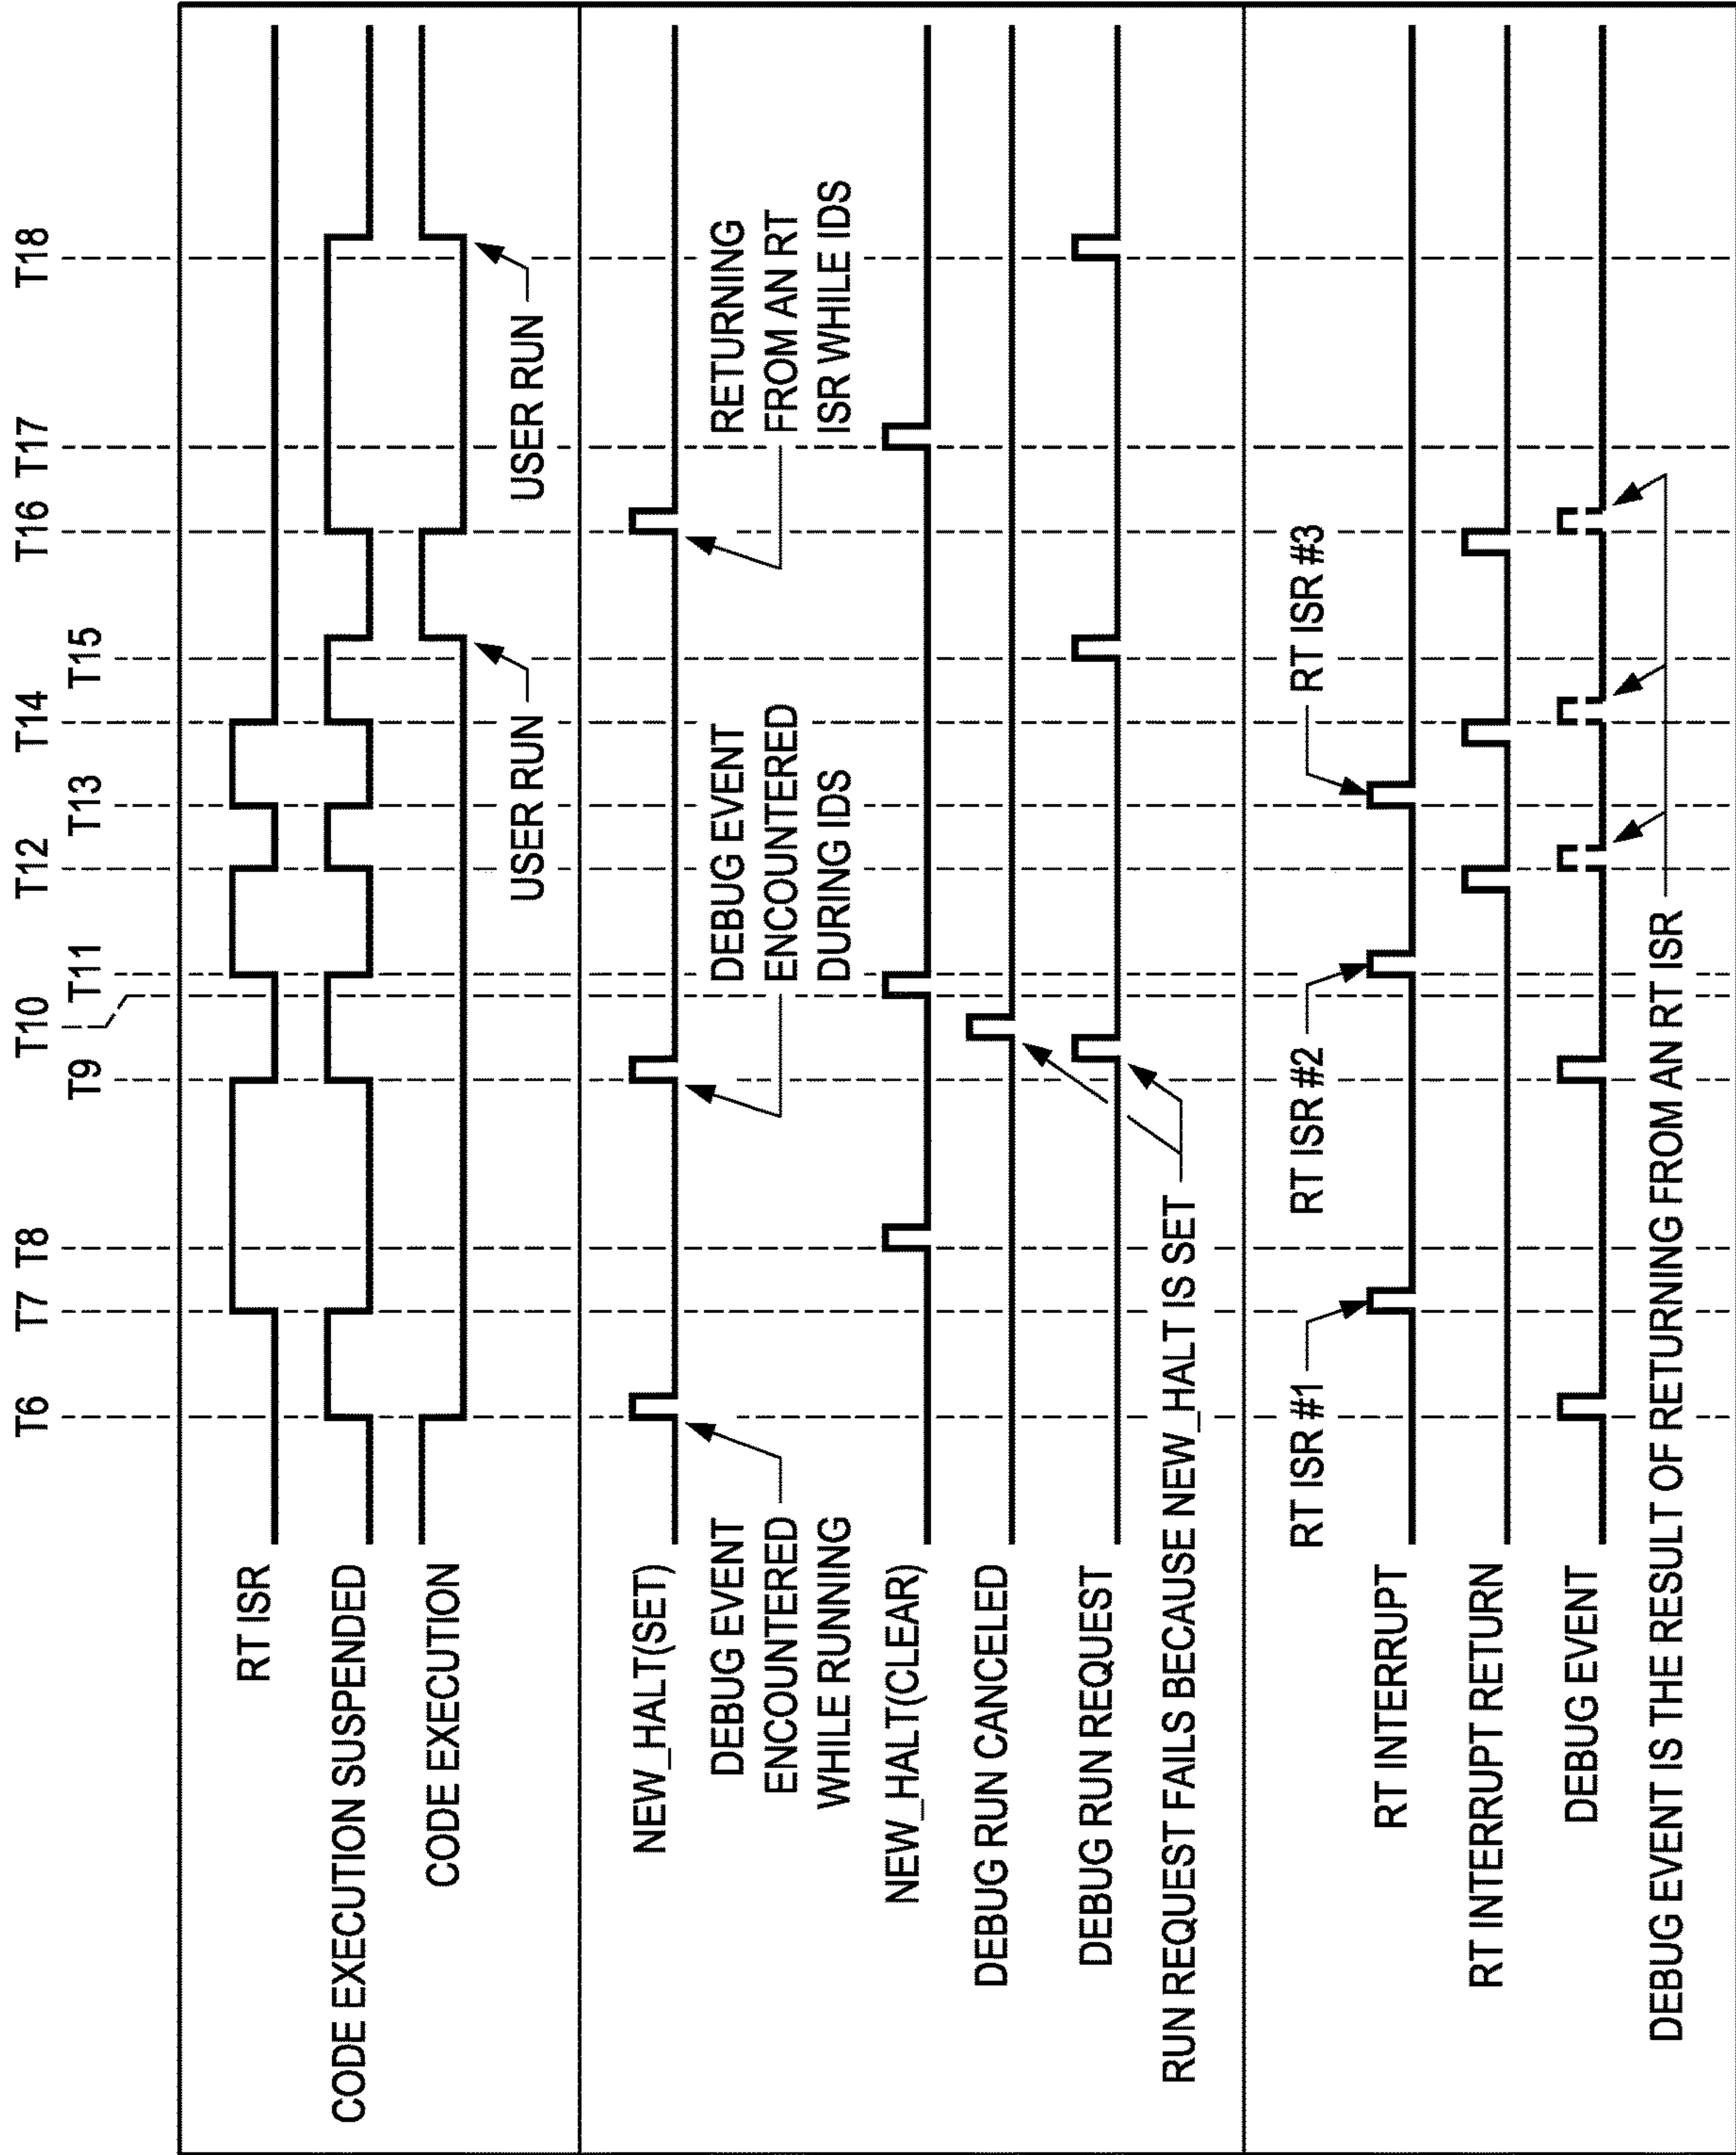 T6
T7
T8
T9
T10
T11
T12
T13
T14
T15
T16
T17
T18
RT ISR
CODE EXECUTION SUSPENDED
CODE EXECUTION
USER RUN
USER RUN
NEW_HALT(SET)
DEBUG EVENT
ENCOUNTERED
WHILE RUNNING
DEBUG EVENT
ENCOUNTERED
DURING IDS
RETURNING
FROM AN RT
ISR WHILE IDS
NEW_HALT(CLEAR)
DEBUG RUN CANCELED
DEBUG RUN REQUEST
RUN REQUEST FAILS BECAUSE NEW_HALT IS SET
RT ISR #1
RT ISR #2
RT ISR #3
RT INTERRUPT
RT INTERRUPT RETURN
DEBUG EVENT
DEBUG EVENT IS THE RESULT OF RETURNING FROM AN RT ISR